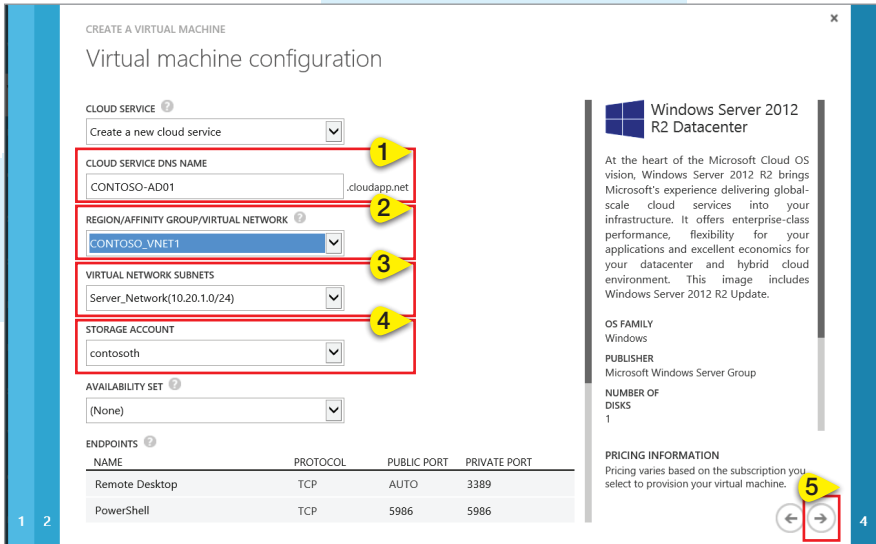 CREATE A VIRTUAL MACHINE
Virtual machine configuration
x
CLOUD SERVICE ?
Create a new cloud service
1
CLOUD SERVICE DNS NAME
CONTOSO-AD01 .cloudapp.net
2
REGION/AFFINITY GROUP/VIRTUAL NETWORK ?
CONTOSO_VNET1
3
VIRTUAL NETWORK SUBNETS
Server_Network(10.20.1.0/24)
4
STORAGE ACCOUNT
contosoth
AVAILABILITY SET ?
(None)
ENDPOINTS ?
NAME PROTOCOL PUBLIC PORT PRIVATE PORT
Remote Desktop TCP AUTO 3389
PowerShell TCP 5986 5986
Windows Server 2012
R2 Datacenter
At the heart of the Microsoft Cloud OS
vision, Windows Server 2012 R2 brings
Microsoft's experience delivering global-
scale cloud services into your
infrastructure. It offers enterprise-class
performance, flexibility for your
applications and excellent economics for
your datacenter and hybrid cloud
environment. This image includes
Windows Server 2012 R2 Update.
OS FAMILY
Windows
PUBLISHER
Microsoft Windows Server Group
NUMBER OF
DISKS
1
PRICING INFORMATION
Pricing varies based on the subscription you
select to provision your virtual machine.
5
1 2
4